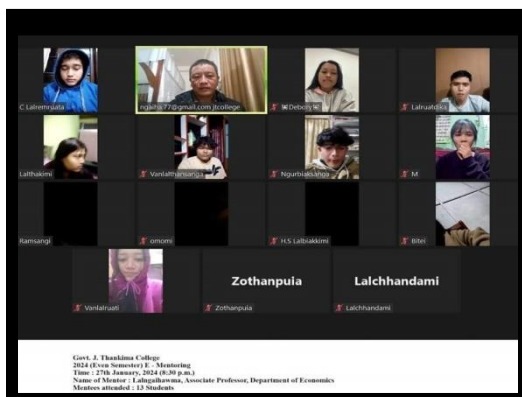 C Lalremruata
ngaiha77@gmail.com jtcollege
Debory
Lalruatdika
Lalthakimi
Vanlalthansanga
Ngurbiaksanga
M
Ramsangi
omomi
H.S Lalbiakkimi
Bitei
Vanlalruati
Zothanpuia
Zothanpuia
Lalchhandami
Lalchhandami
Govt. J. Thankima College
2024 (Even Semester) E - Mentoring
Time : 27th January, 2024 (8:30 p.m.)
Name of Mentor : Lalngaihawma, Associate Professor, Department of Economics
Mentees attended : 13 Students